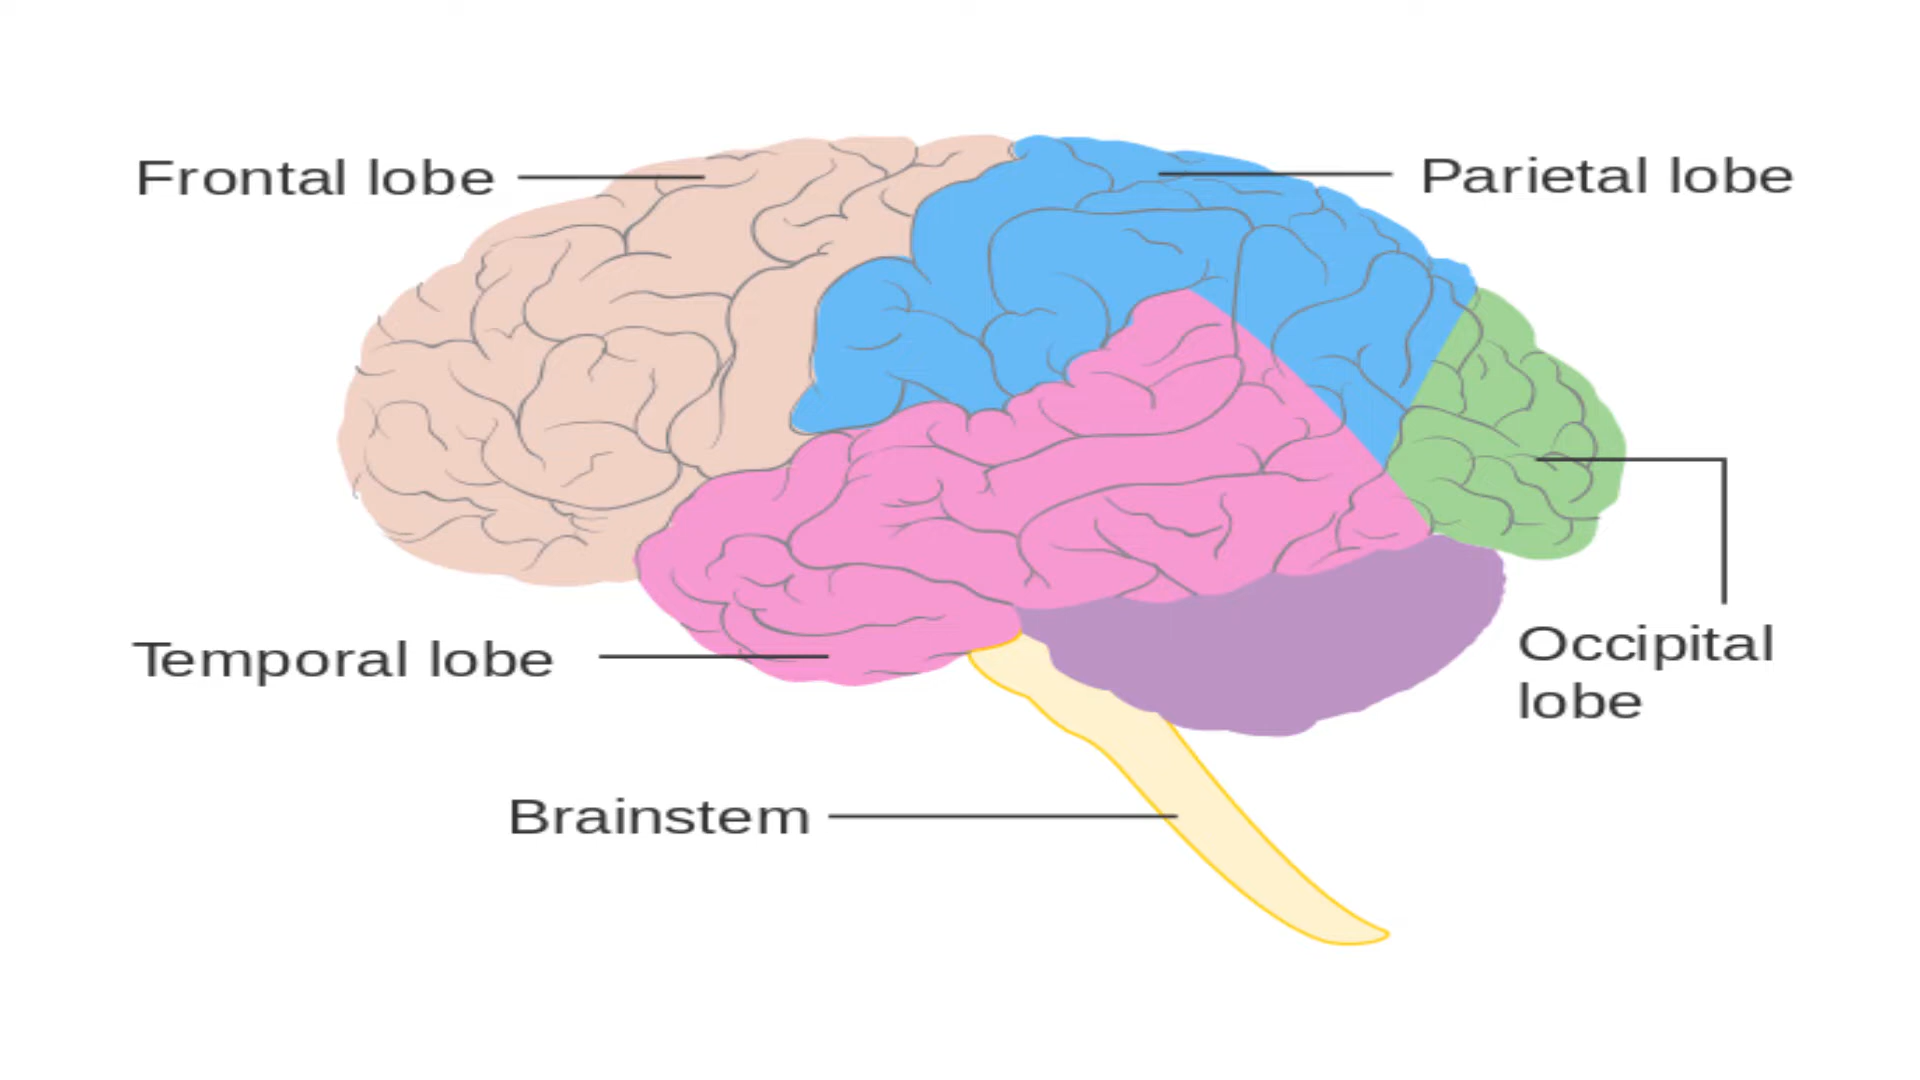 Frontal lobe
Parietal lobe
Temporal lobe
Occipital
lobe
Brainstem